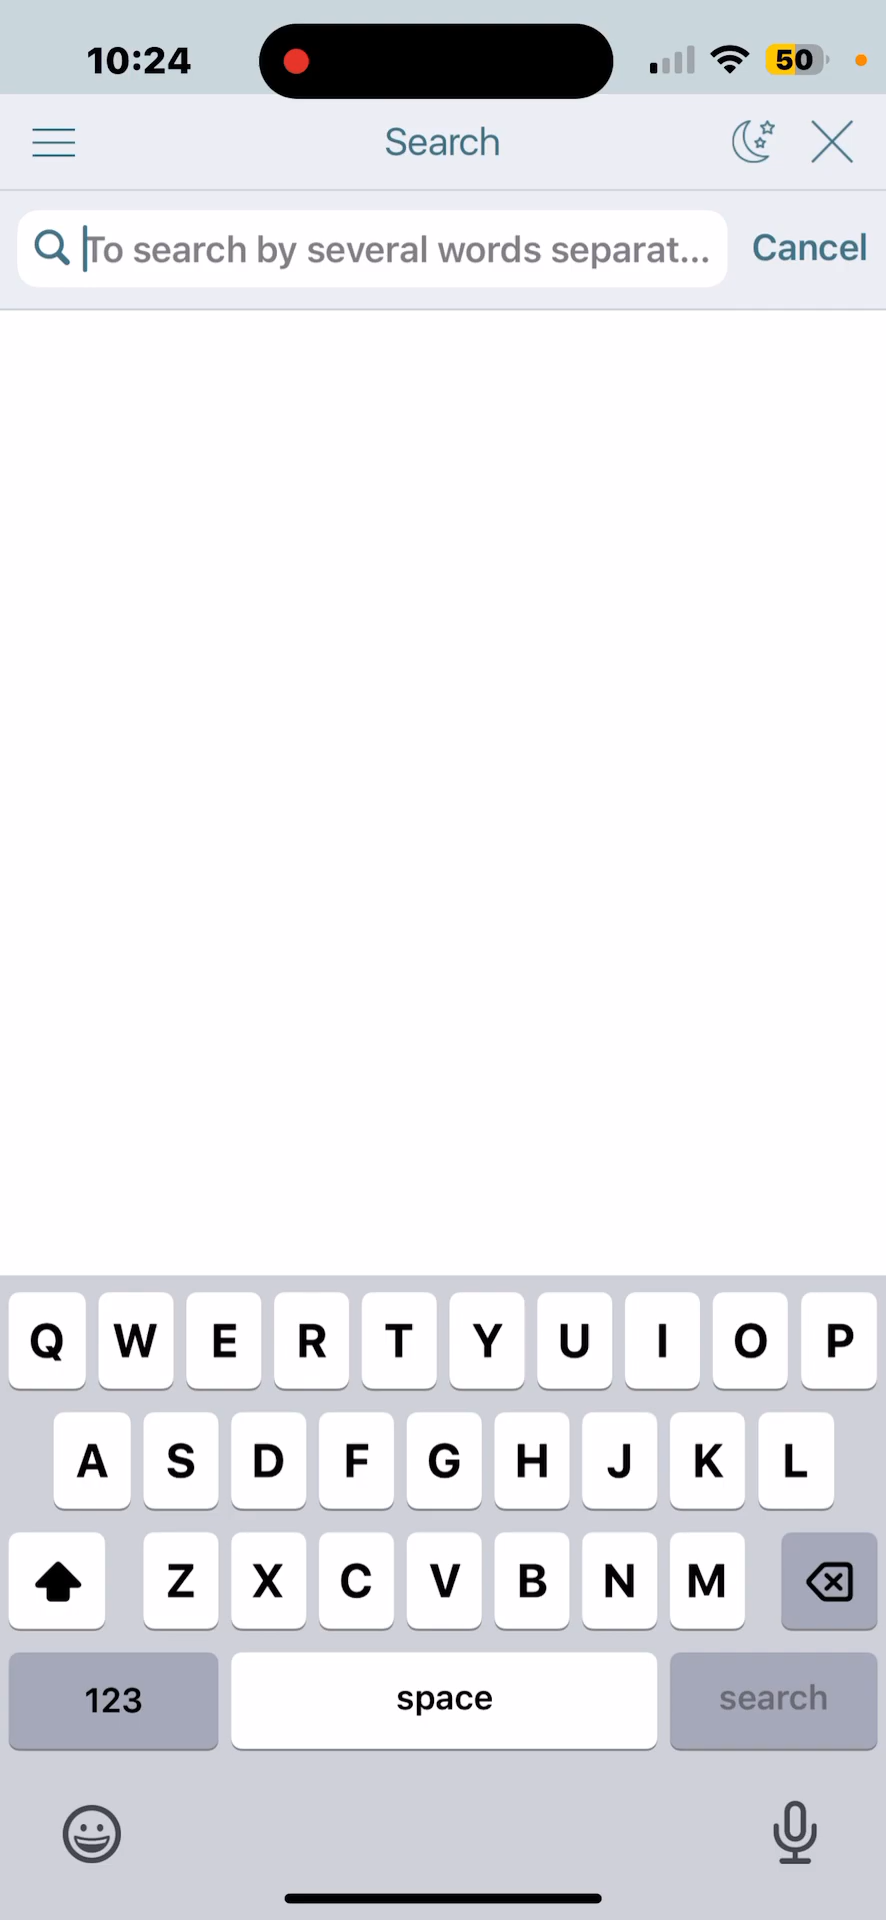 10:24
50
Search
To search by several words separat...
Cancel
Q W E R T Y U I O P
A S D F G H J K L
Z X C V B N M
123 space search